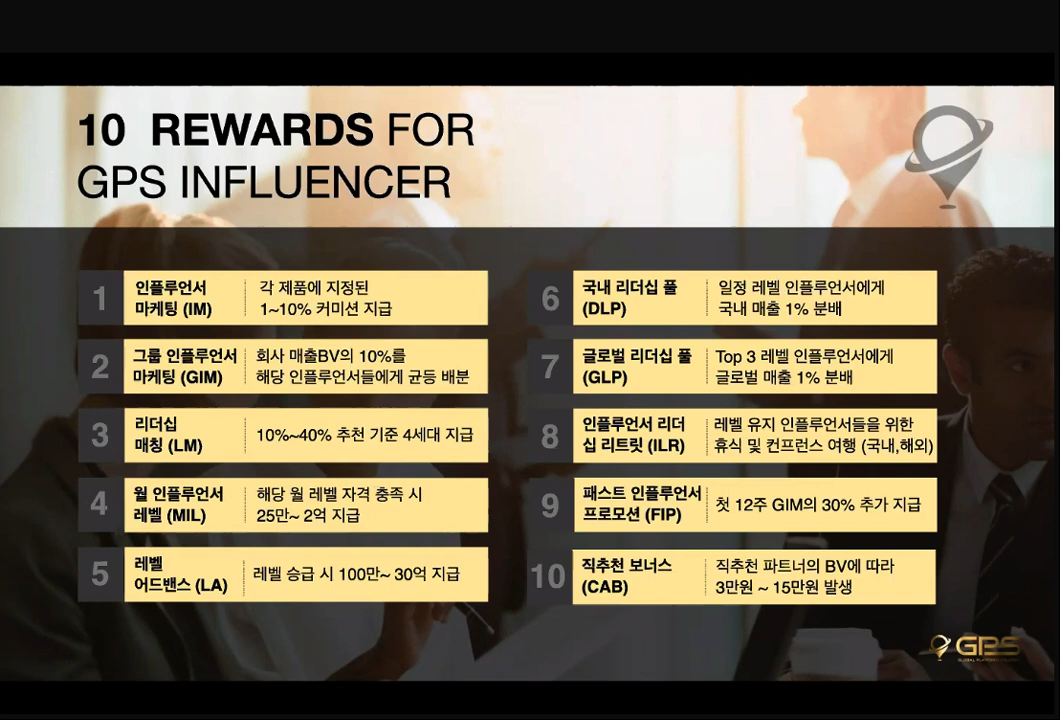 10 REWARDS FOR
GPS INFLUENCER
1
인플루언서
마케팅 (IM)
각 제품에 지정된
1~10% 커미션 지급
2
그룹 인플루언서
마케팅 (GIM)
회사 매출BV의 10%를
해당 인플루언서들에게 균등 배분
3
리더십
매칭 (LM)
10%~40% 추천 기준 4세대 지급
4
월 인플루언서
레벨 (MIL)
해당 월 레벨 자격 충족 시
25만~ 2억 지급
5
레벨
어드밴스 (LA)
레벨 승급 시 100만~ 30억 지급
6
국내 리더십 풀
(DLP)
일정 레벨 인플루언서에게
국내 매출 1% 분배
7
글로벌 리더십 풀
(GLP)
Top 3 레벨 인플루언서에게
글로벌 매출 1% 분배
8
인플루언서 리더
십 리트릿 (ILR)
레벨 유지 인플루언서들을 위한
휴식 및 컨프런스 여행 (국내,해외)
9
패스트 인플루언서
프로모션 (FIP)
첫 12주 GIM의 30% 추가 지급
10
직추천 보너스
(CAB)
직추천 파트너의 BV에 따라
3만원 ~ 15만원 발생
GPS